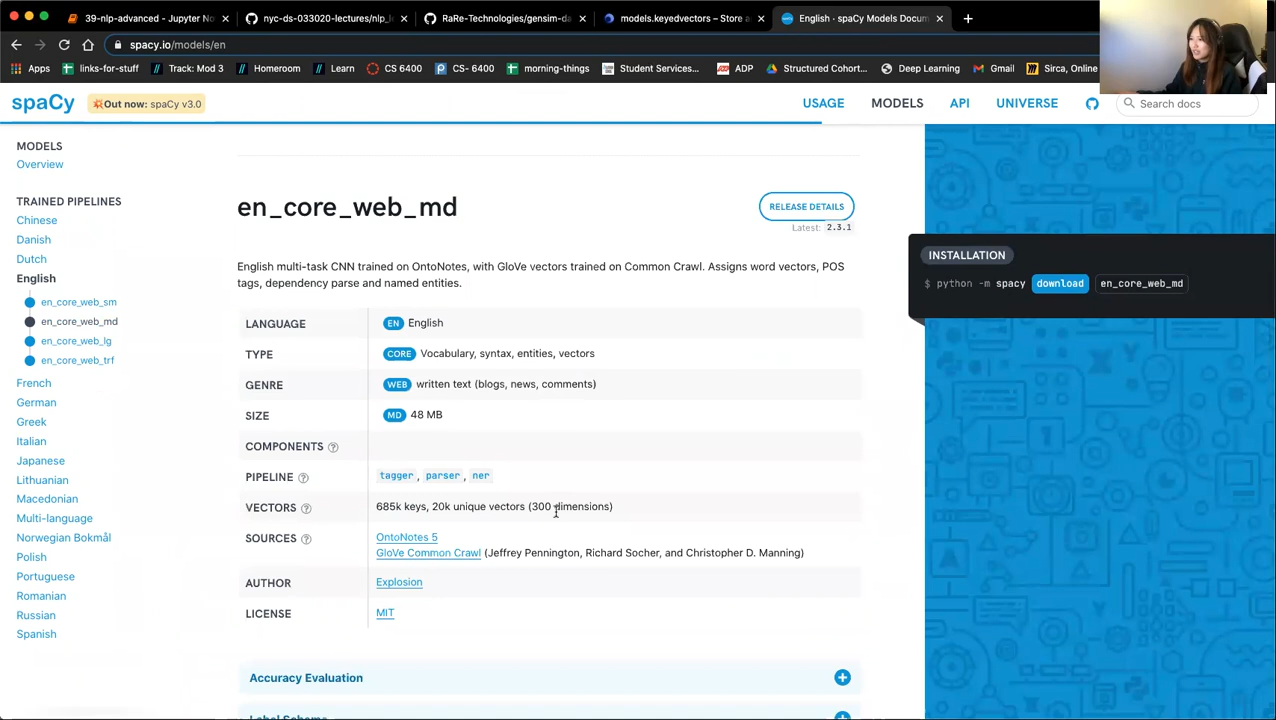 39-nlp-advanced - Jupyter No
nyc-ds-033020-lectures/nlp_l
RaRe-Technologies/gensim-da
models.keyedvectors – Store a
English · spaCy Models Docum
spacy.io/models/en
Apps
links-for-stuff
Track: Mod 3
Homeroom
Learn
CS 6400
CS- 6400
morning-things
Student Services...
ADP
Structured Cohort...
Deep Learning
Gmail
Sirca, Online
spaCy
Out now: spaCy v3.0
USAGE
MODELS
API
UNIVERSE
Search docs
MODELS
Overview
TRAINED PIPELINES
Chinese
Danish
Dutch
English
en_core_web_sm
en_core_web_md
en_core_web_lg
en_core_web_trf
French
German
Greek
Italian
Japanese
Lithuanian
Macedonian
Multi-language
Norwegian Bokmål
Polish
Portuguese
Romanian
Russian
Spanish
en_core_web_md
RELEASE DETAILS
Latest: 2.3.1
English multi-task CNN trained on OntoNotes, with GloVe vectors trained on Common Crawl. Assigns word vectors, POS
tags, dependency parse and named entities.
LANGUAGE EN English
TYPE CORE Vocabulary, syntax, entities, vectors
GENRE WEB written text (blogs, news, comments)
SIZE MD 48 MB
COMPONENTS ?
PIPELINE ? tagger, parser, ner
VECTORS ? 685k keys, 20k unique vectors (300 dimensions)
SOURCES ? OntoNotes 5
GloVe Common Crawl (Jeffrey Pennington, Richard Socher, and Christopher D. Manning)
AUTHOR Explosion
LICENSE MIT
Accuracy Evaluation
Label Scheme
INSTALLATION
$ python -m spacy download en_core_web_md